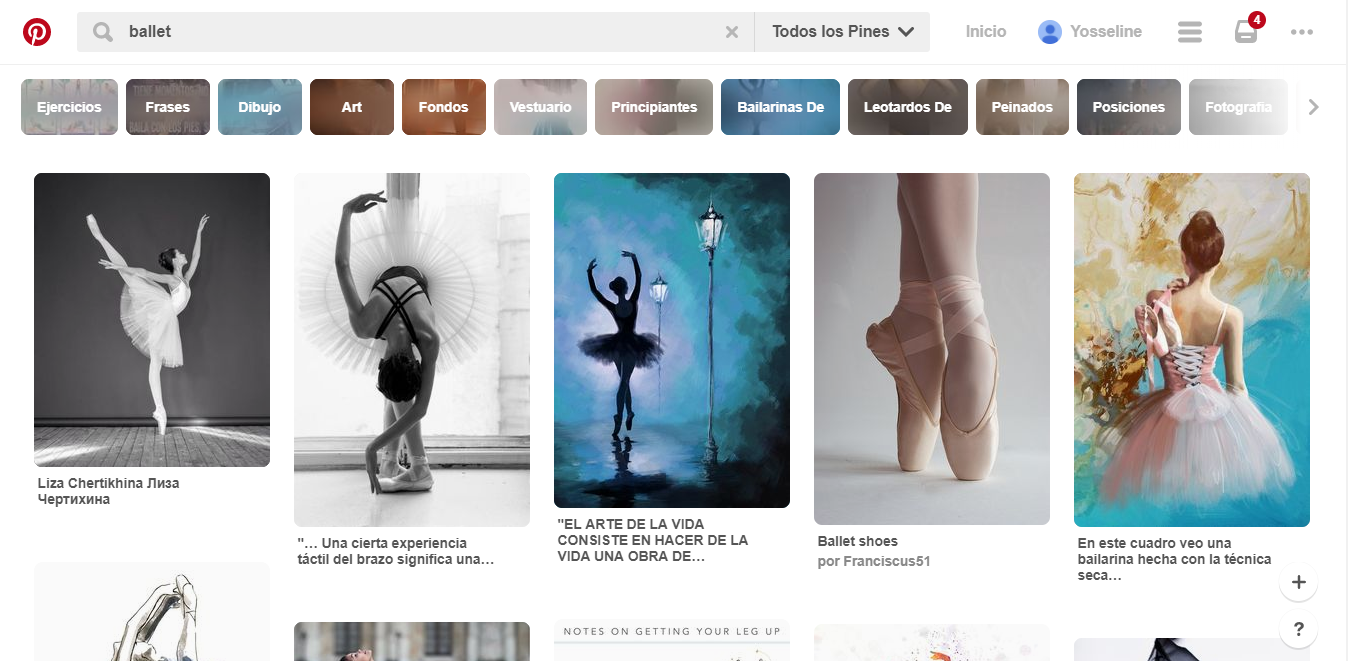 ballet
Todos los Pines
Inicio
Yosseline
4
Ejercicios
Frases
Dibujo
Art
Fondos
Vestuario
Principiantes
Bailarinas De
Leotardos De
Peinados
Posiciones
Fotografía
Liza Chertikhina Лиза
Чертихина
"… Una cierta experiencia
táctil del brazo significa una…
"EL ARTE DE LA VIDA
CONSISTE EN HACER DE LA
VIDA UNA OBRA DE…
Ballet shoes
por Franciscus51
En este cuadro veo una
bailarina hecha con la técnica
seca…
NOTES ON GETTING YOUR LEG UP
+
?